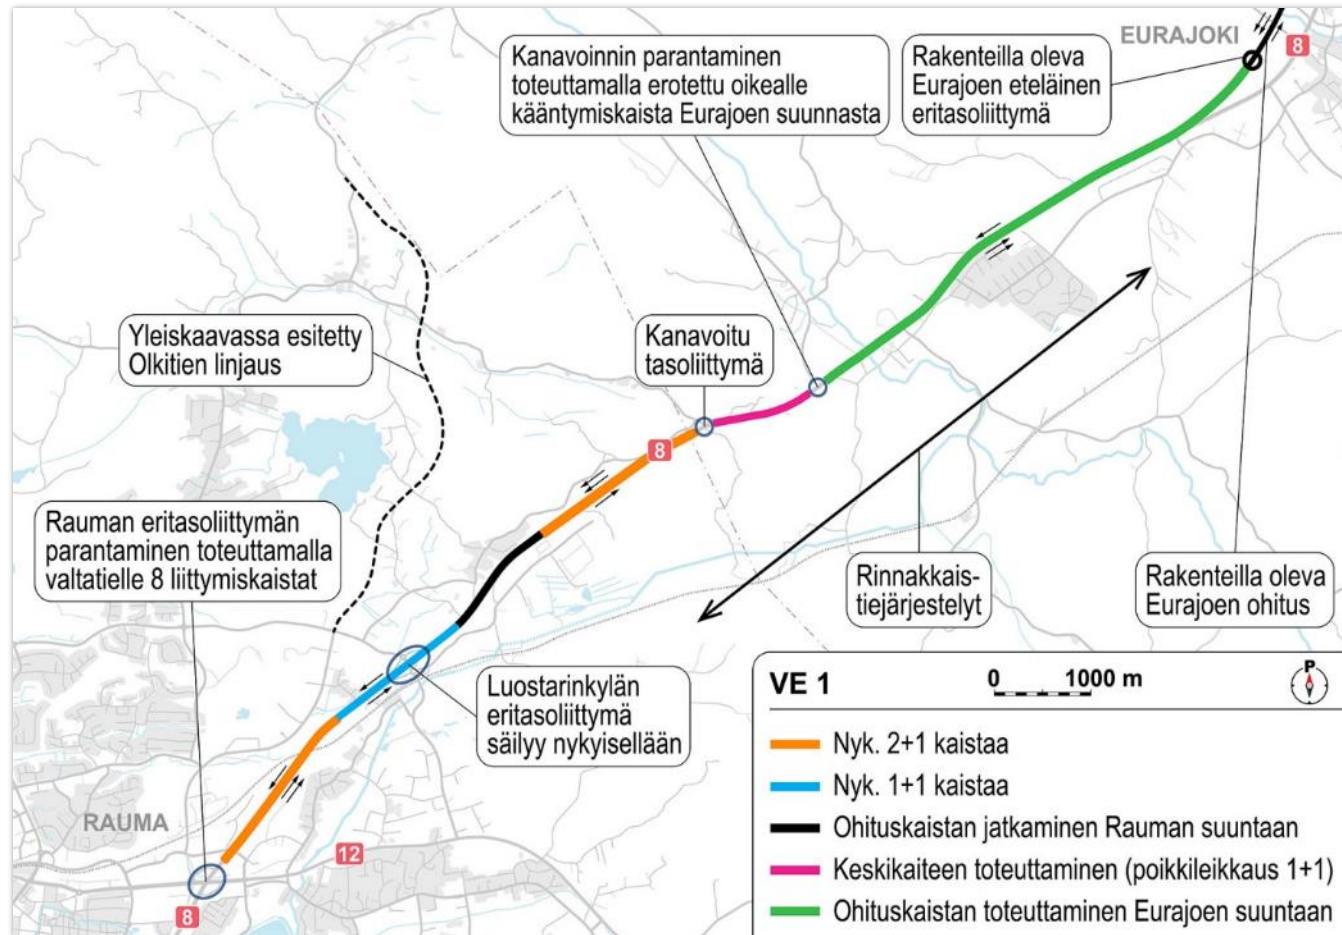 EURAJOKI
8
Kanavoinnin parantaminen
toteuttamalla erotettu oikealle
kääntymiskaista Eurajoen suunnasta
Rakenteilla oleva
Eurajoen eteläinen
eritasoliittymä
Yleiskaavassa esitetty
Olkitien linjaus
Kanavoitu
tasoliittymä
8
Rauman eritasoliittymän
parantaminen toteuttamalla
valtatielle 8 liittymiskaistat
Rinnakkais-
tiejärjestelyt
Rakenteilla oleva
Eurajoen ohitus
Luostarinkylän
eritasoliittymä
säilyy nykyisellään
RAUMA
12
8
VE 1
0 1000 m
P
Nyk. 2+1 kaistaa
Nyk. 1+1 kaistaa
Ohituskaistan jatkaminen Rauman suuntaan
Keskikaiteen toteuttaminen (poikkileikkaus 1+1)
Ohituskaistan toteuttaminen Eurajoen suuntaan